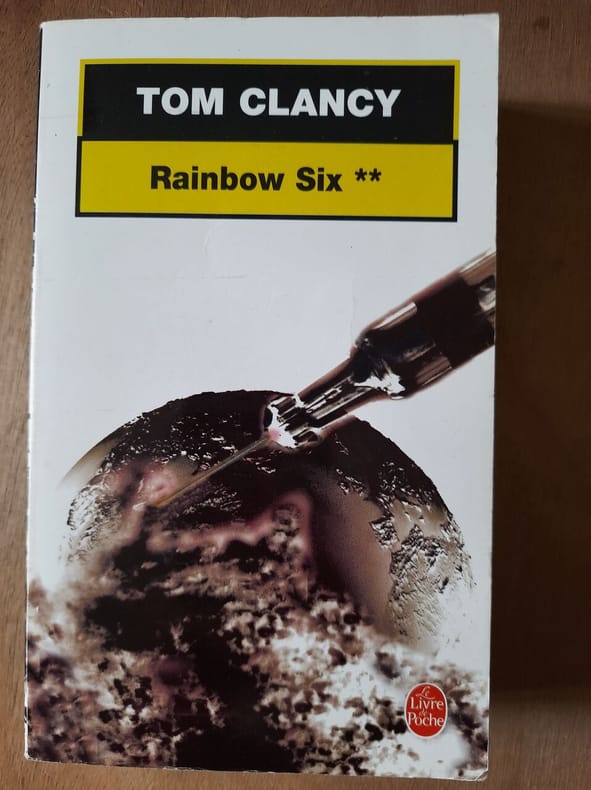 TOM CLANCY
Rainbow Six **
Le
Livre
de
Poche